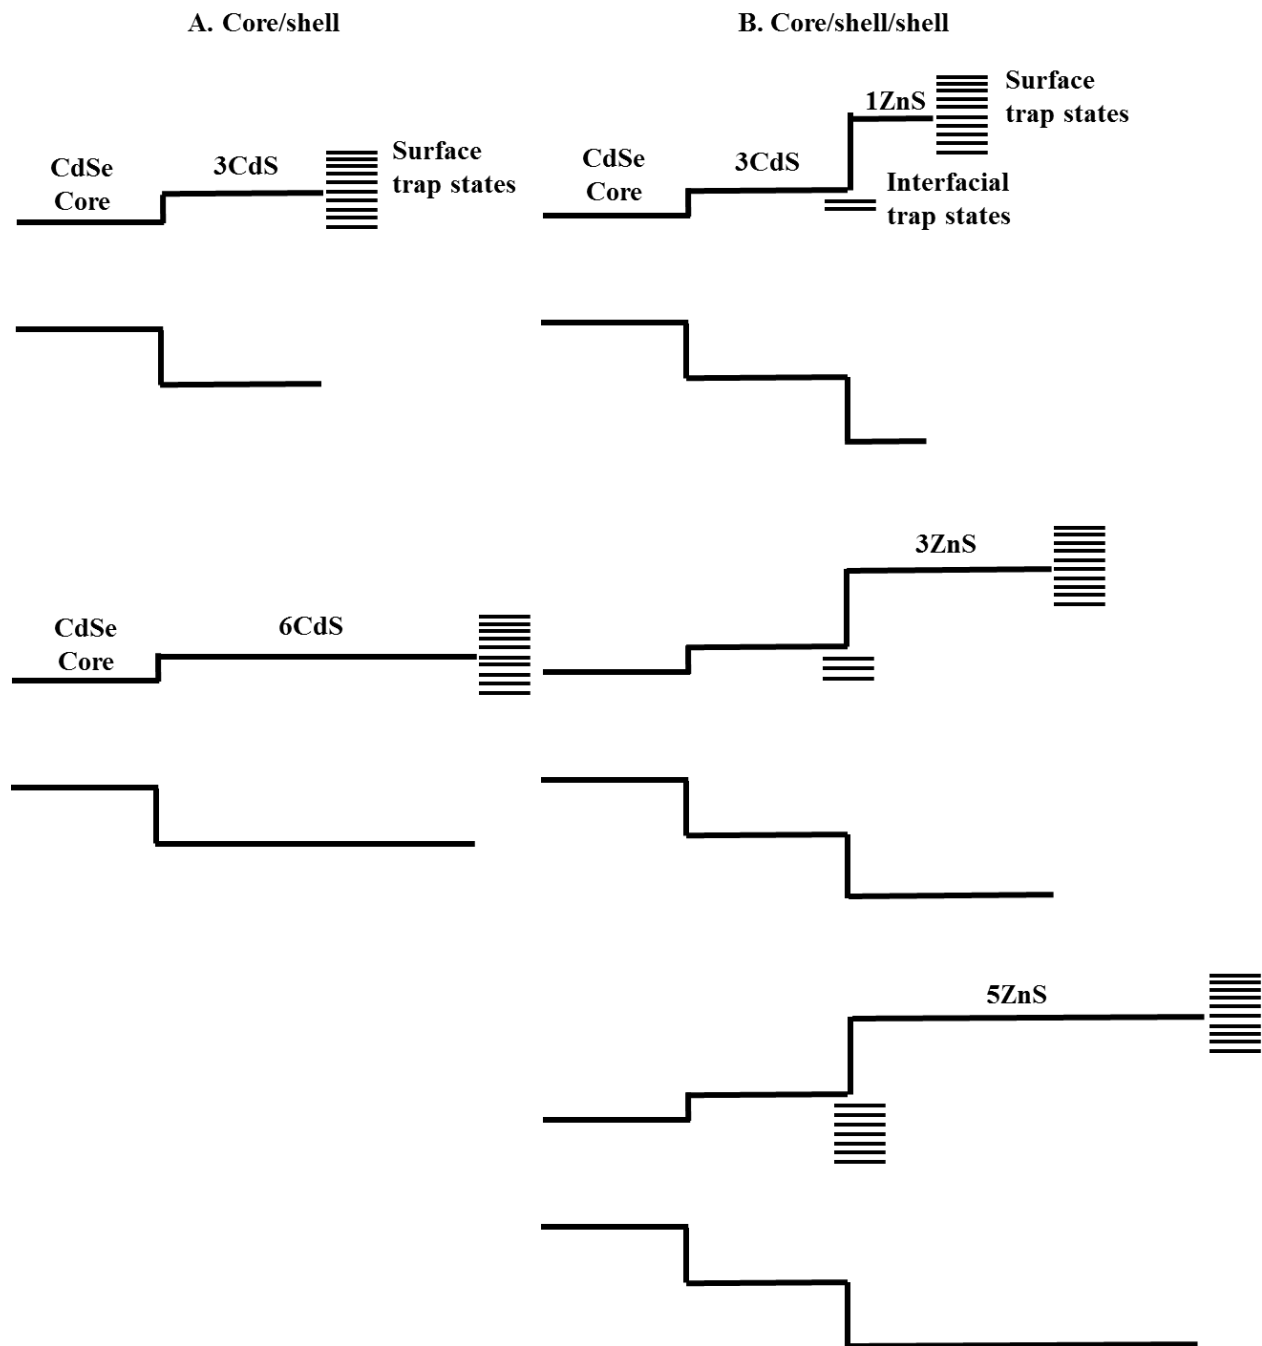 A. Core/shell
B. Core/shell/shell
CdSe
Core
3CdS
Surface
trap states
CdSe
Core
3CdS
1ZnS
Surface
trap states
Interfacial
trap states
3ZnS
CdSe
Core
6CdS
5ZnS